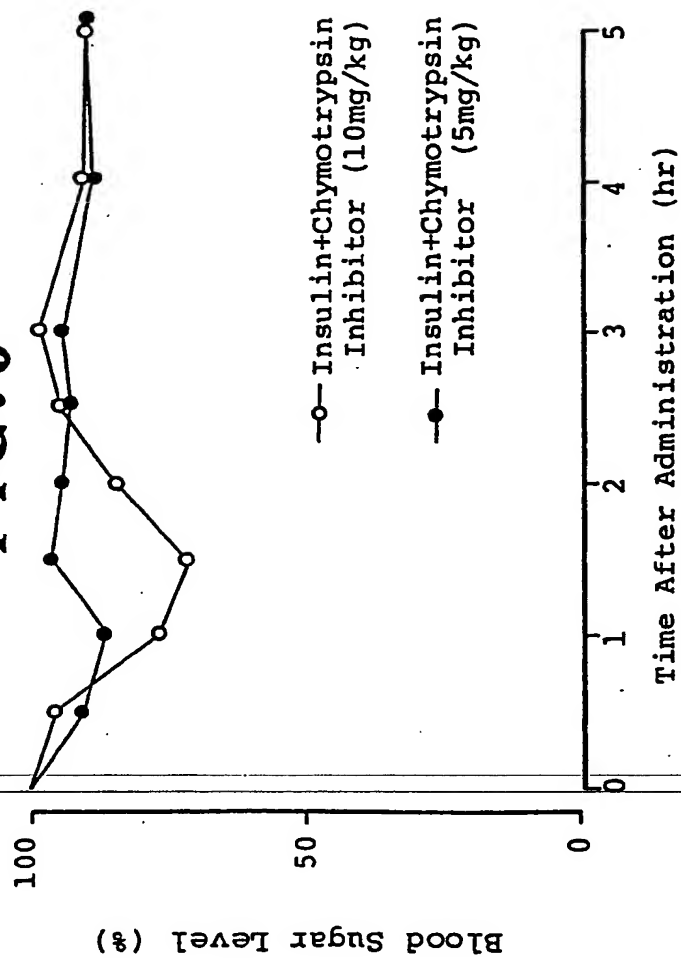 100
50
0
Blood Sugar Level (%)
0
1
2
3
4
5
Time After Administration (hr)
Insulin+Chymotrypsin
Inhibitor (10mg/kg)
Insulin+Chymotrypsin
Inhibitor (5mg/kg)